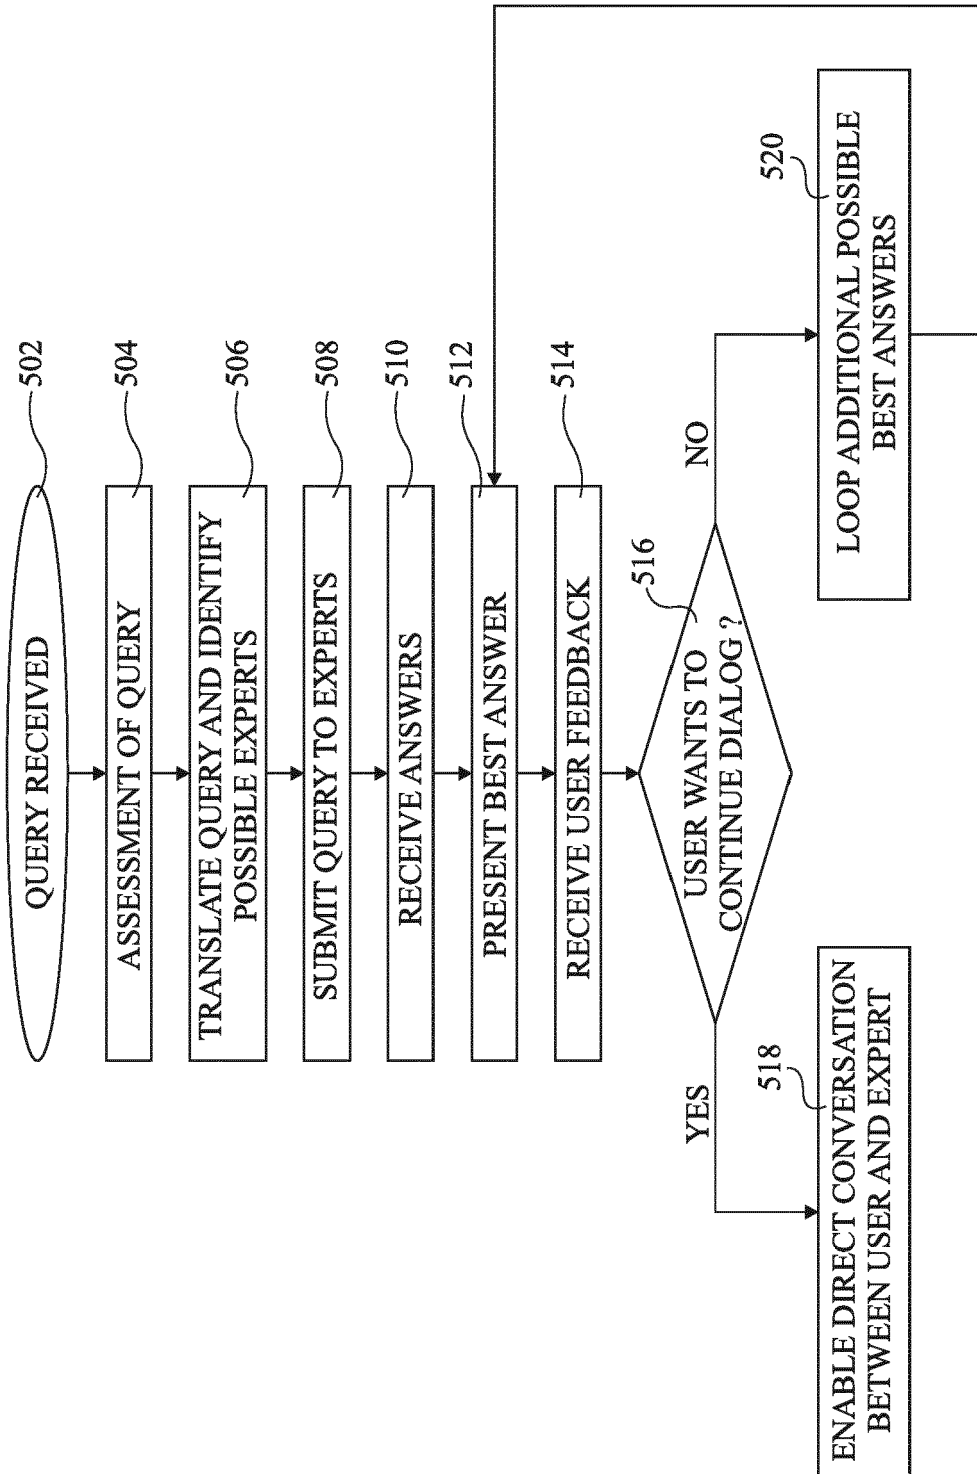 QUERY RECEIVED
502
ASSESSMENT OF QUERY
504
TRANSLATE QUERY AND IDENTIFY
POSSIBLE EXPERTS
506
SUBMIT QUERY TO EXPERTS
508
RECEIVE ANSWERS
510
PRESENT BEST ANSWER
512
RECEIVE USER FEEDBACK
514
516
USER WANTS TO
CONTINUE DIALOG ?
YES
NO
518
ENABLE DIRECT CONVERSATION
BETWEEN USER AND EXPERT
520
LOOP ADDITIONAL POSSIBLE
BEST ANSWERS